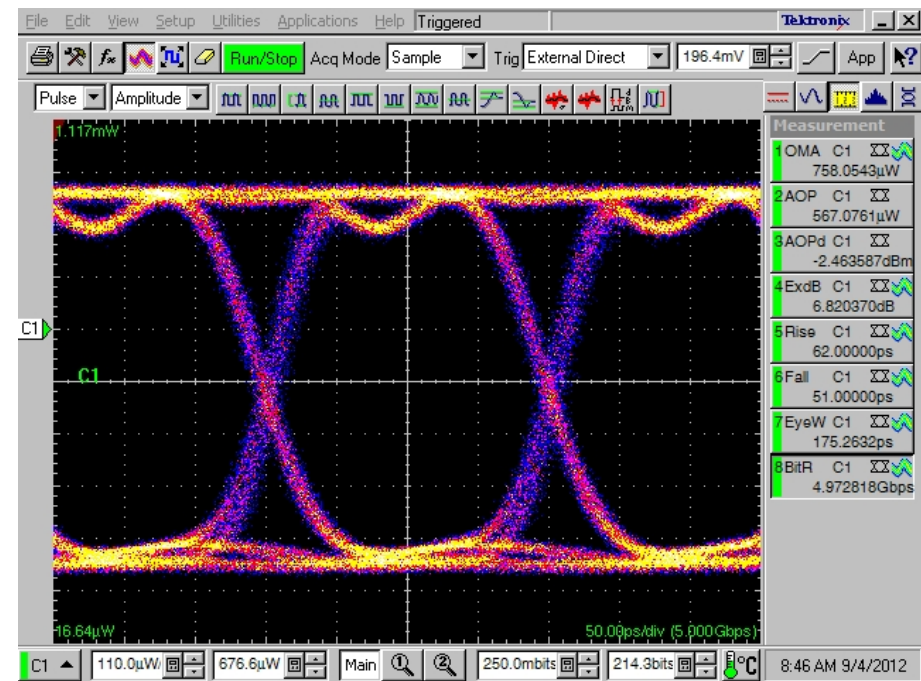 File Edit View Setup Utilities Applications Help Triggered Tektronix
Run/Stop Acq Mode Sample Trig External Direct 196.4mV App
Pulse Amplitude
1.117mW
Measurement
1 OMA C1
758.0543µW
2 AOP C1
567.0761µW
3 AOPd C1
-2.463587dBm
4 ExdB C1
6.820370dB
5 Rise C1
62.00000ps
6 Fall C1
51.00000ps
7 EyeW C1
175.2632ps
8 BitR C1
4.972818Gbps
C1
C1
16.64µW 50.00ps/div (5.000Gbps)
C1 110.0µW/ 676.6µW Main 1 2 250.0mbits 214.3bits °C 8:46 AM 9/4/2012